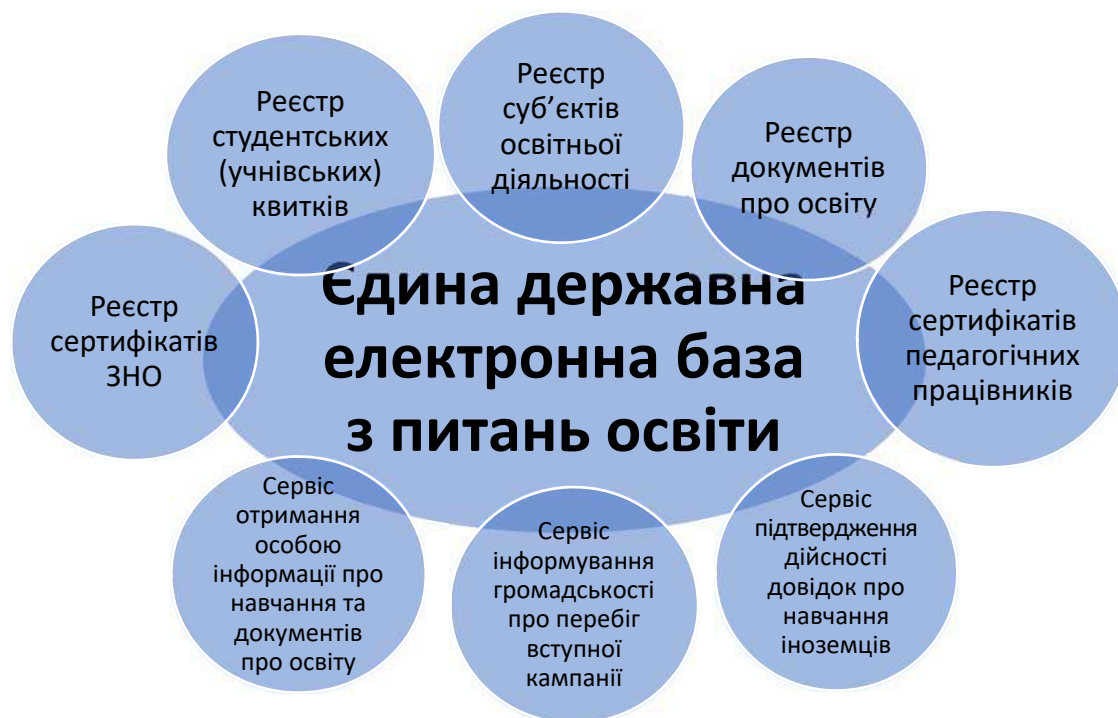 Реєстр
студентських
(учнівських)
квитків
Реєстр
суб’єктів
освітньої
діяльності
Реєстр
документів
про освіту
Реєстр
сертифікатів
ЗНО
Єдина державна
електронна база
з питань освіти
Реєстр
сертифікатів
педагогічних
працівників
Сервіс
отримання
особою
інформації про
навчання та
документів
про освіту
Сервіс
інформування
громадськості
про перебіг
вступної
кампанії
Сервіс
підтвердження
дійсності
довідок про
навчання
іноземців